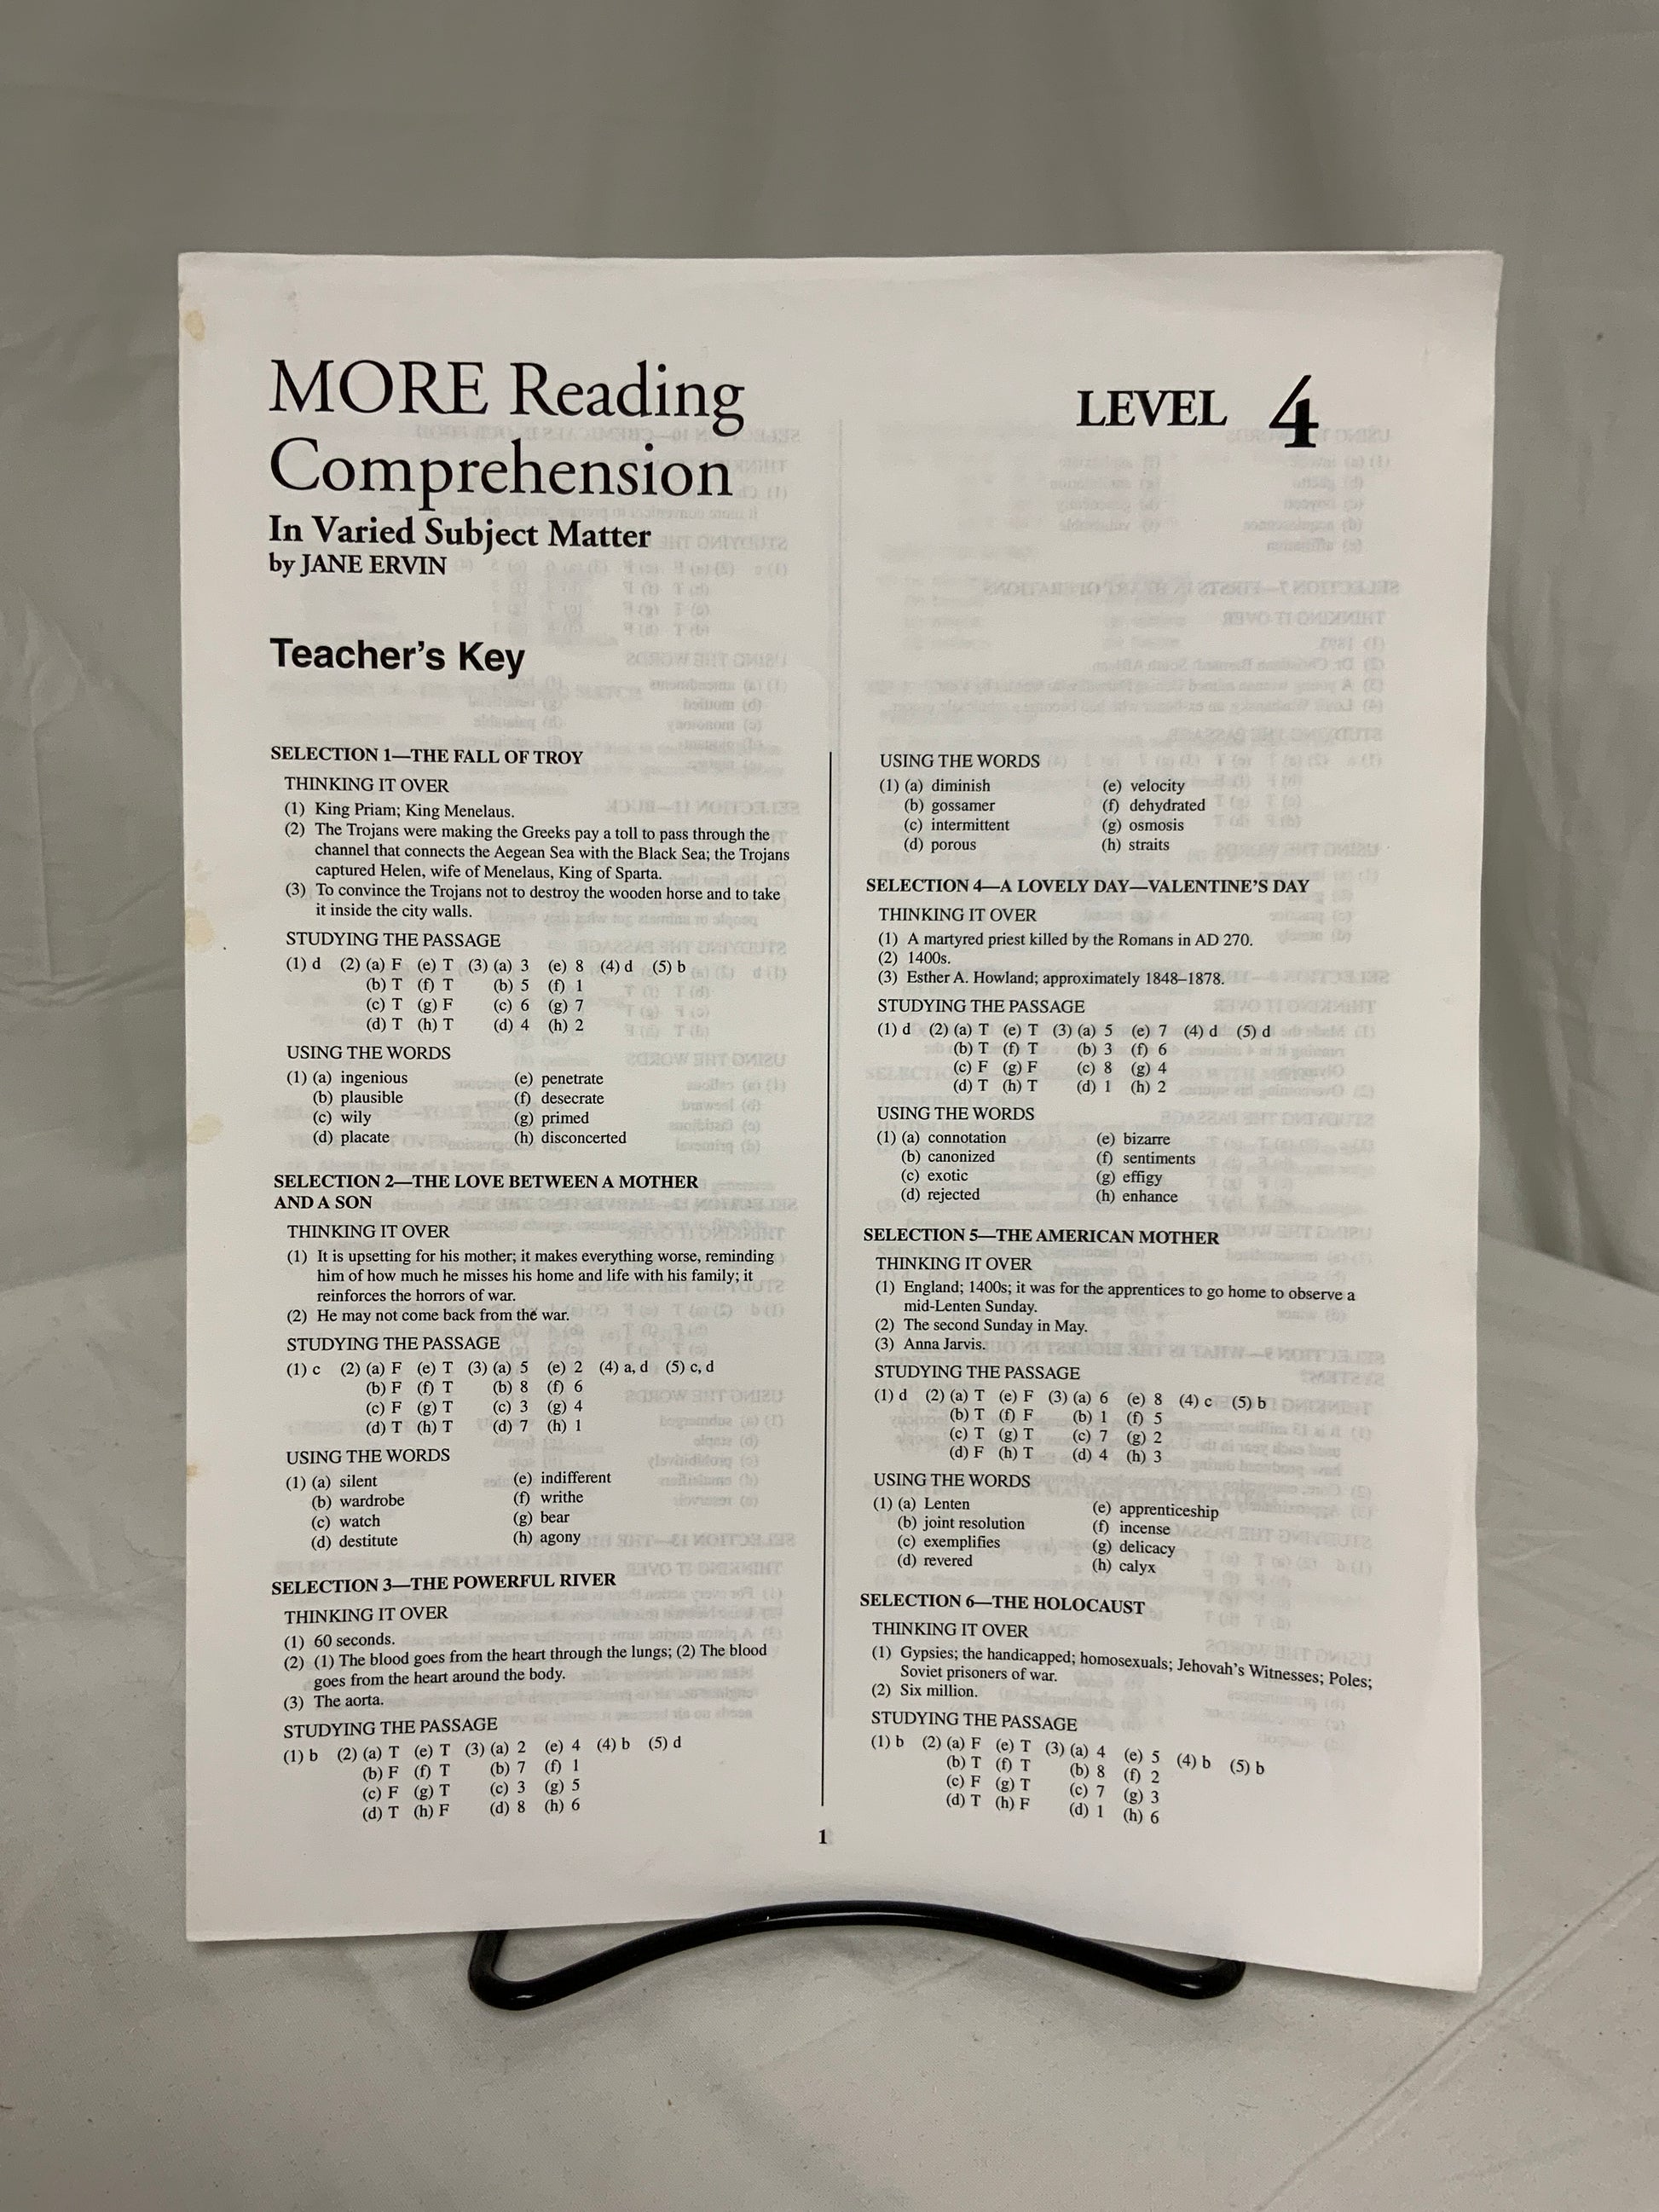 MORE Reading
Comprehension
In Varied Subject Matter
by JANE ERVIN
LEVEL 4
Teacher's Key
SELECTION 1—THE FALL OF TROY
THINKING IT OVER
(1) King Priam; King Menelaus.
(2) The Trojans were making the Greeks pay a toll to pass through the
channel that connects the Aegean Sea with the Black Sea; the Trojans
captured Helen, wife of Menelaus, King of Sparta.
(3) To convince the Trojans not to destroy the wooden horse and to take
it inside the city walls.
STUDYING THE PASSAGE
(1) d (2) (a) F (e) T (3) (a) 3 (e) 8 (4) d (5) b
(b) T (f) T (b) 5 (f) 1
(c) T (g) F (c) 6 (g) 7
(d) T (h) T (d) 4 (h) 2
USING THE WORDS
(1) (a) ingenious (e) penetrate
(b) plausible (f) desecrate
(c) wily (g) primed
(d) placate (h) disconcerted
SELECTION 2—THE LOVE BETWEEN A MOTHER
AND A SON
THINKING IT OVER
(1) It is upsetting for his mother; it makes everything worse, reminding
him of how much he misses his home and life with his family; it
reinforces the horrors of war.
(2) He may not come back from the war.
STUDYING THE PASSAGE
(1) c (2) (a) F (e) T (3) (a) 5 (e) 2 (4) a, d (5) c, d
(b) F (f) T (b) 8 (f) 6
(c) F (g) T (c) 3 (g) 4
(d) T (h) T (d) 7 (h) 1
USING THE WORDS
(1) (a) silent (e) indifferent
(b) wardrobe (f) writhe
(c) watch (g) bear
(d) destitute (h) agony
SELECTION 3—THE POWERFUL RIVER
THINKING IT OVER
(1) 60 seconds.
(2) (1) The blood goes from the heart through the lungs; (2) The blood
goes from the heart around the body.
(3) The aorta.
STUDYING THE PASSAGE
(1) b (2) (a) T (e) T (3) (a) 2 (e) 4 (4) b (5) d
(b) F (f) T (b) 7 (f) 1
(c) F (g) T (c) 3 (g) 5
(d) T (h) F (d) 8 (h) 6
USING THE WORDS
(1) (a) diminish (e) velocity
(b) gossamer (f) dehydrated
(c) intermittent (g) osmosis
(d) porous (h) straits
SELECTION 4—A LOVELY DAY—VALENTINE'S DAY
THINKING IT OVER
(1) A martyred priest killed by the Romans in AD 270.
(2) 1400s.
(3) Esther A. Howland; approximately 1848–1878.
STUDYING THE PASSAGE
(1) d (2) (a) T (e) T (3) (a) 5 (e) 7 (4) d (5) d
(b) T (f) T (b) 3 (f) 6
(c) F (g) F (c) 8 (g) 4
(d) T (h) T (d) 1 (h) 2
USING THE WORDS
(1) (a) connotation (e) bizarre
(b) canonized (f) sentiments
(c) exotic (g) effigy
(d) rejected (h) enhance
SELECTION 5—THE AMERICAN MOTHER
THINKING IT OVER
(1) England; 1400s; it was for the apprentices to go home to observe a
mid-Lenten Sunday.
(2) The second Sunday in May.
(3) Anna Jarvis.
STUDYING THE PASSAGE
(1) d (2) (a) T (e) F (3) (a) 6 (e) 8 (4) c (5) b
(b) T (f) F (b) 1 (f) 5
(c) T (g) T (c) 7 (g) 2
(d) F (h) T (d) 4 (h) 3
USING THE WORDS
(1) (a) Lenten (e) apprenticeship
(b) joint resolution (f) incense
(c) exemplifies (g) delicacy
(d) revered (h) calyx
SELECTION 6—THE HOLOCAUST
THINKING IT OVER
(1) Gypsies; the handicapped; homosexuals; Jehovah's Witnesses; Poles;
Soviet prisoners of war.
(2) Six million.
STUDYING THE PASSAGE
(1) b (2) (a) F (e) T (3) (a) 4 (e) 5 (4) b (5) b
(b) T (f) T (b) 8 (f) 2
(c) F (g) T (c) 7 (g) 3
(d) T (h) F (d) 1 (h) 6
1